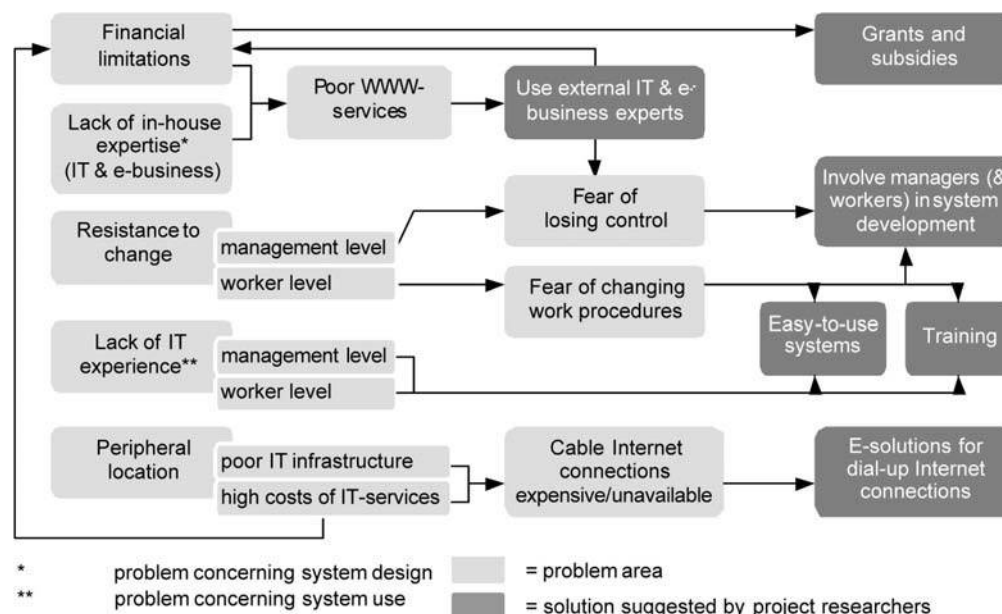 Financial
limitations
Grants and
subsidies
Poor WWW-
services
Use external IT & e-
business experts
Lack of in-house
expertise*
(IT & e-business)
Fear of
losing control
Involve managers (&
workers) in system
development
Resistance to
change
management level
worker level
Fear of changing
work procedures
Easy-to-use
systems
Training
Lack of IT
experience**
management level
worker level
Peripheral
location
poor IT infrastructure
high costs of IT-services
Cable Internet
connections
expensive/unavailable
E-solutions for
dial-up Internet
connections
* problem concerning system design
= problem area
** problem concerning system use
= solution suggested by project researchers